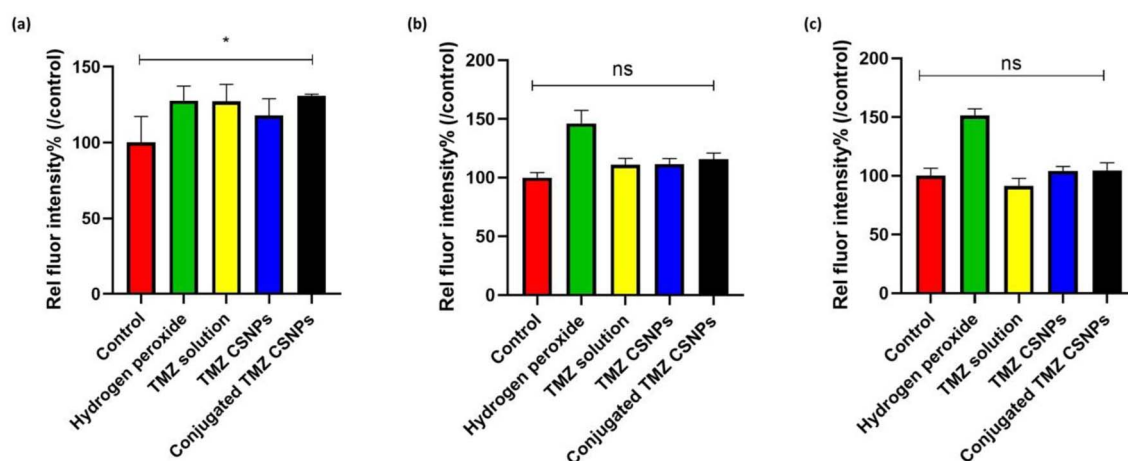 (a)
*
Rel fluor intensity% (/control)
150
100
50
0
Control
Hydrogen peroxide
TMZ solution
TMZ CSNPs
Conjugated TMZ CSNPs
(b)
ns
Rel fluor intensity% (/control)
200
150
100
50
0
Control
Hydrogen peroxide
TMZ solution
TMZ CSNPs
Conjugated TMZ CSNPs
(c)
ns
Rel fluor intensity% (/control)
200
150
100
50
0
Control
Hydrogen peroxide
TMZ solution
TMZ CSNPs
Conjugated TMZ CSNPs